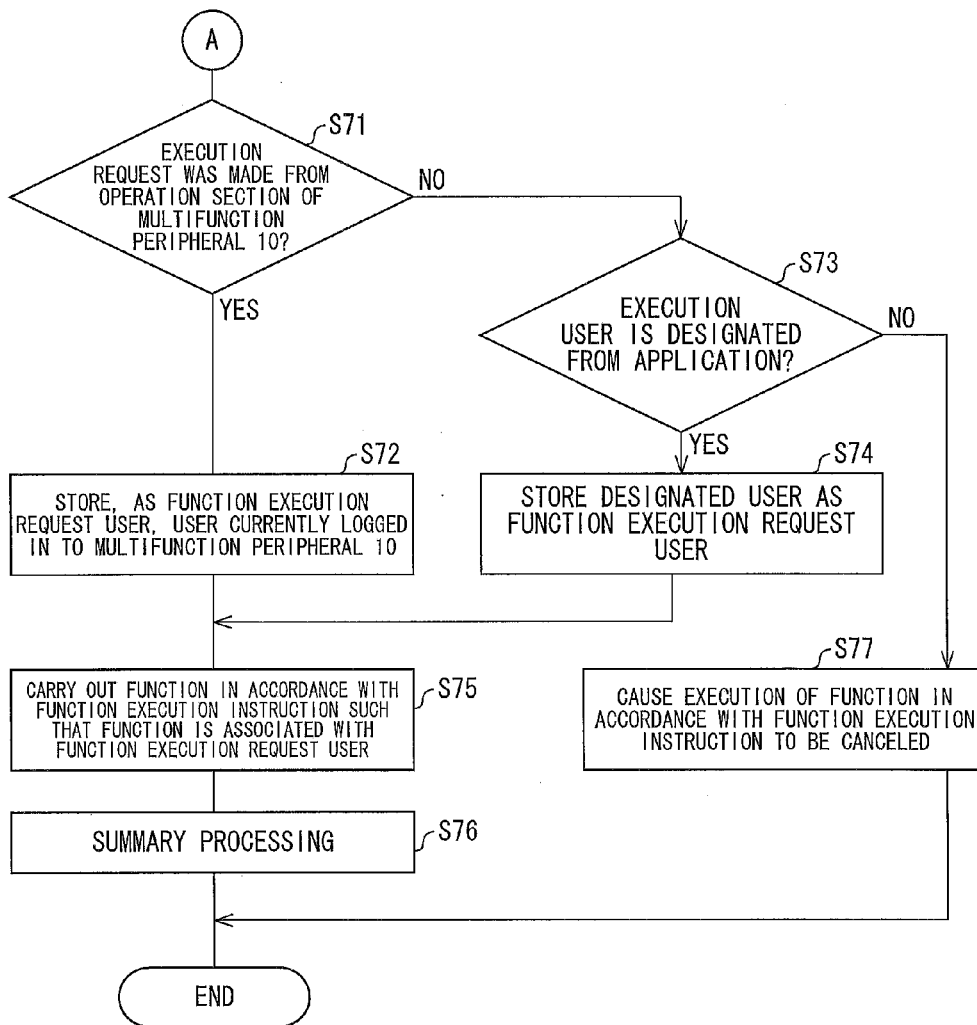 A
S71
EXECUTION
REQUEST WAS MADE FROM
OPERATION SECTION OF
MULTIFUNCTION
PERIPHERAL 10?
NO
YES
S73
EXECUTION
USER IS DESIGNATED
FROM APPLICATION?
NO
YES
S72
STORE, AS FUNCTION EXECUTION
REQUEST USER, USER CURRENTLY LOGGED
IN TO MULTIFUNCTION PERIPHERAL 10
S74
STORE DESIGNATED USER AS
FUNCTION EXECUTION REQUEST
USER
S75
CARRY OUT FUNCTION IN ACCORDANCE WITH
FUNCTION EXECUTION INSTRUCTION SUCH
THAT FUNCTION IS ASSOCIATED WITH
FUNCTION EXECUTION REQUEST USER
S77
CAUSE EXECUTION OF FUNCTION IN
ACCORDANCE WITH FUNCTION EXECUTION
INSTRUCTION TO BE CANCELED
SUMMARY PROCESSING
S76
END